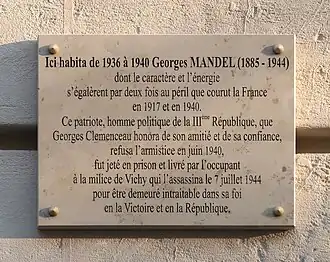 Ici habita de 1936 à 1940 Georges MANDEL (1885 - 1944)
dont le caractère et l'énergie
s'égalèrent par deux fois au péril que courut la France
en 1917 et en 1940.
Ce patriote, homme politique de la IIIème République, que
Georges Clemenceau honora de son amitié et de sa confiance,
refusa l'armistice en juin 1940,
fut jeté en prison et livré par l'occupant
à la milice de Vichy qui l'assassina le 7 juillet 1944
pour être demeuré intraitable dans sa foi
en la Victoire et en la République.